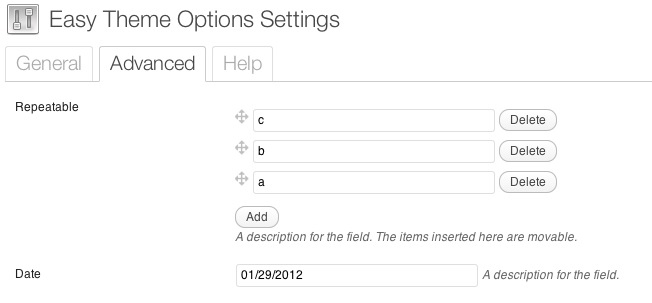 Easy Theme Options Settings
General Advanced Help
Repeatable
c Delete
b Delete
a Delete
Add
A description for the field. The items inserted here are movable.
Date 01/29/2012 A description for the field.